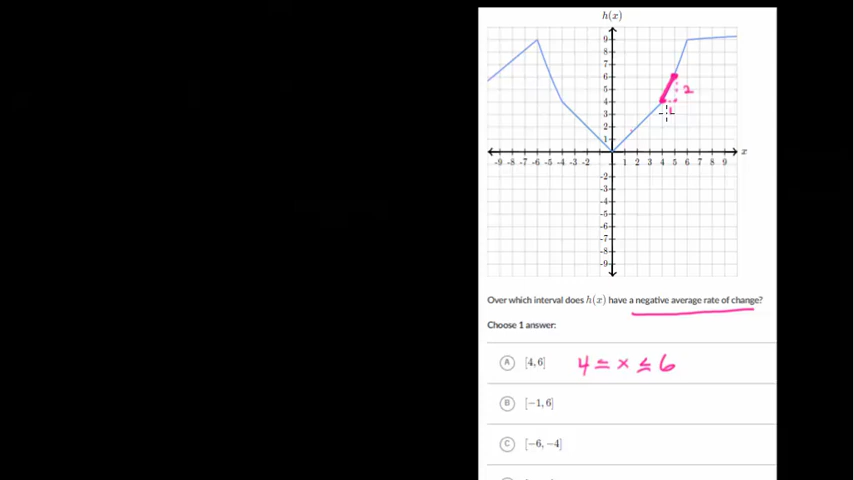 h(x)
9
8
7
6
5
4
3
2
1
2
1
x
-9 -8 -7 -6 -5 -4 -3 -2
1 2 3 4 5 6 7 8 9
-2
-3
-4
-5
-6
-7
-8
-9
Over which interval does h(x) have a negative average rate of change?
Choose 1 answer:
A [4, 6] 4 ≤ x ≤ 6
B [-1, 6]
C [-6, -4]